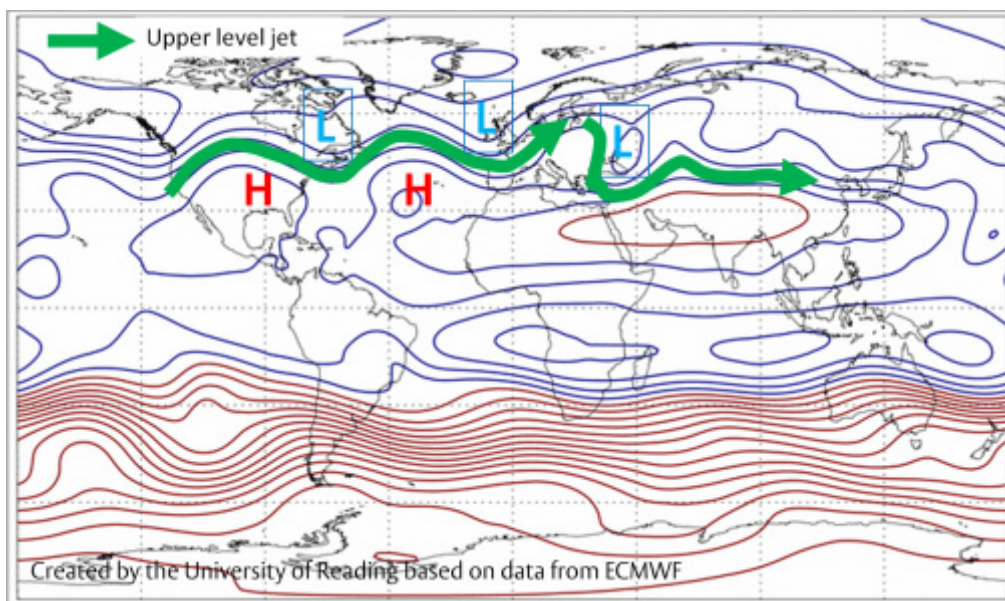 Upper level jet
L
L
L
H
H
Created by the University of Reading based on data from ECMWF